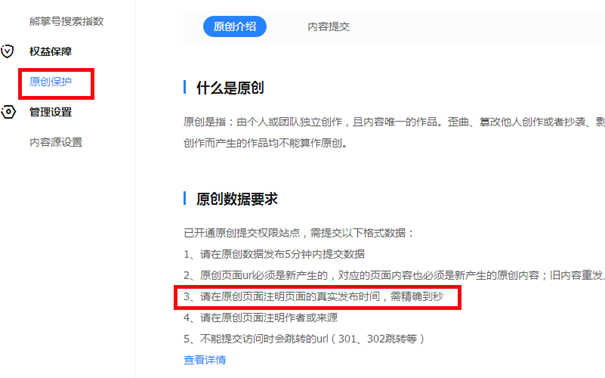 熊掌号搜索指数
权益保障
原创保护
管理设置
内容源设置
原创介绍
内容提交
什么是原创
原创是指：由个人或团队独立创作，且内容唯一的作品。歪曲、篡改他人创作或者抄袭、剽
创作而产生的作品均不能算作原创。
原创数据要求
已开通原创提交权限站点，需提交以下格式数据：
1、请在原创数据发布5分钟内提交数据
2、原创页面url必须是新产生的，对应的页面内容也必须是新产生的原创内容；旧内容重发、
3、请在原创页面注明页面的真实发布时间，需精确到秒
4、请在原创页面注明作者或来源
5、不能提交访问时会跳转的url（301、302跳转等）
查看详情